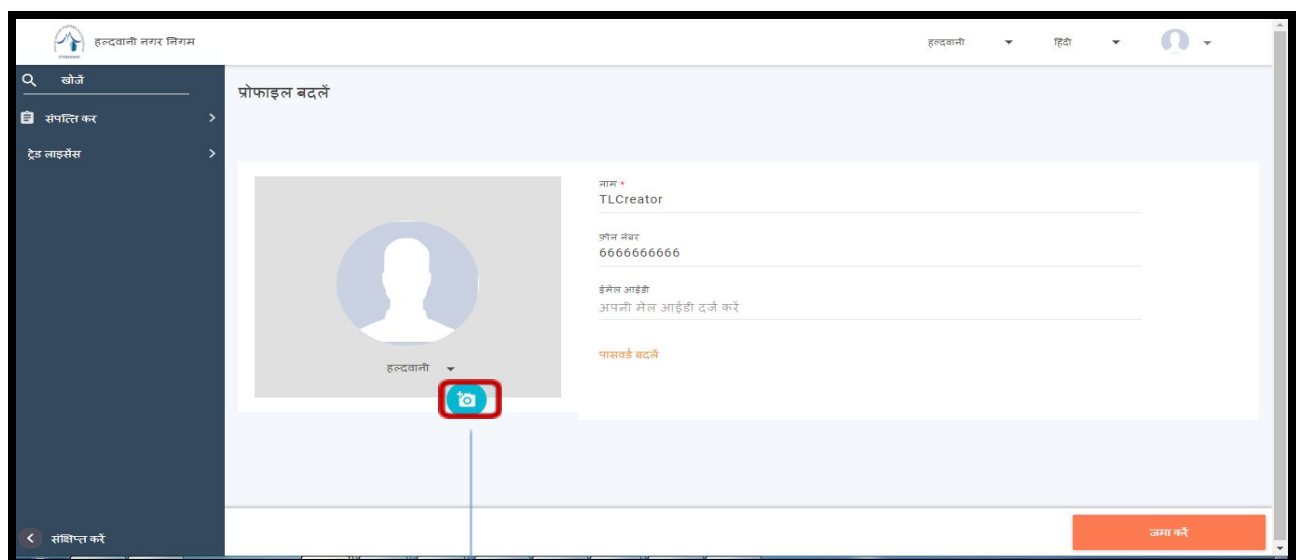 हल्दवानी नगर निगम
हल्दवानी
हिंदी
खोजें
प्रोफाइल बदलें
संपत्ति कर
ट्रेड लाइसेंस
नाम *
TLCreator
फ़ोन नंबर
6666666666
ईमेल आईडी
अपनी मेल आईडी दर्ज करें
पासवर्ड बदलें
हल्दवानी
संक्षिप्त करें
जमा करें